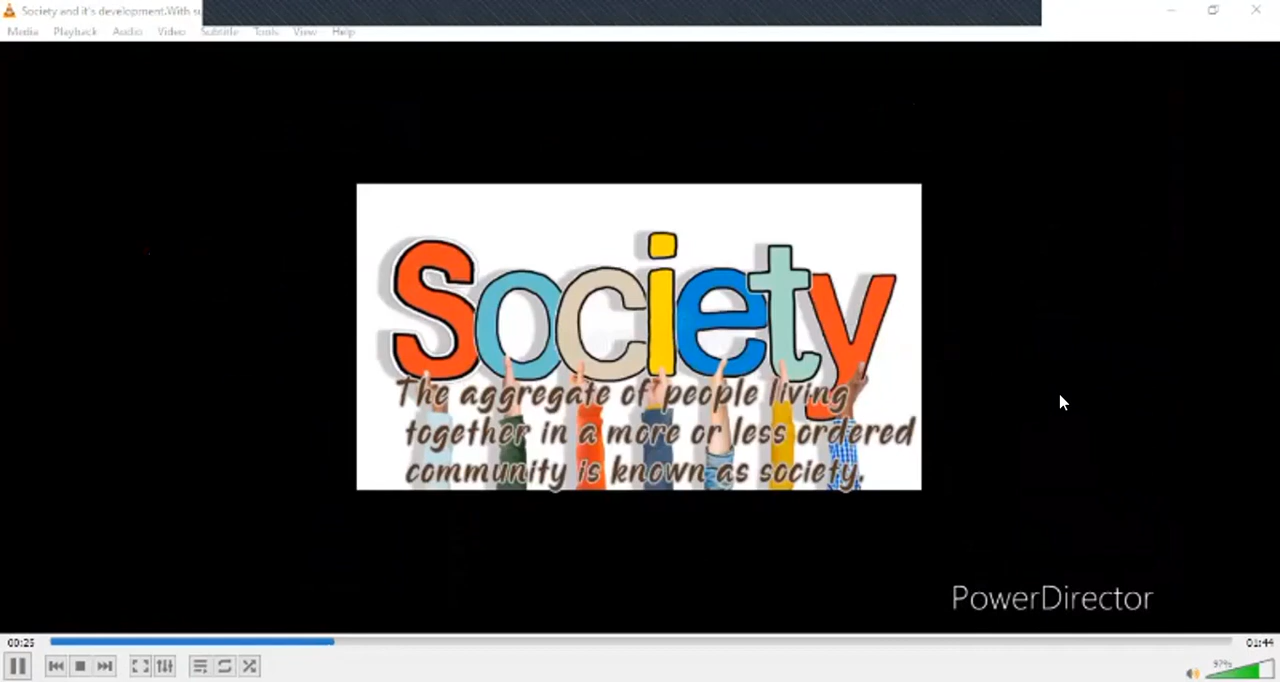 Society and it's development.With su
Media Playback Audio Video Subtitle Tools View Help
Society
The aggregate of people living
together in a more or less ordered
community is known as society.
PowerDirector
00:25
01:44
97%